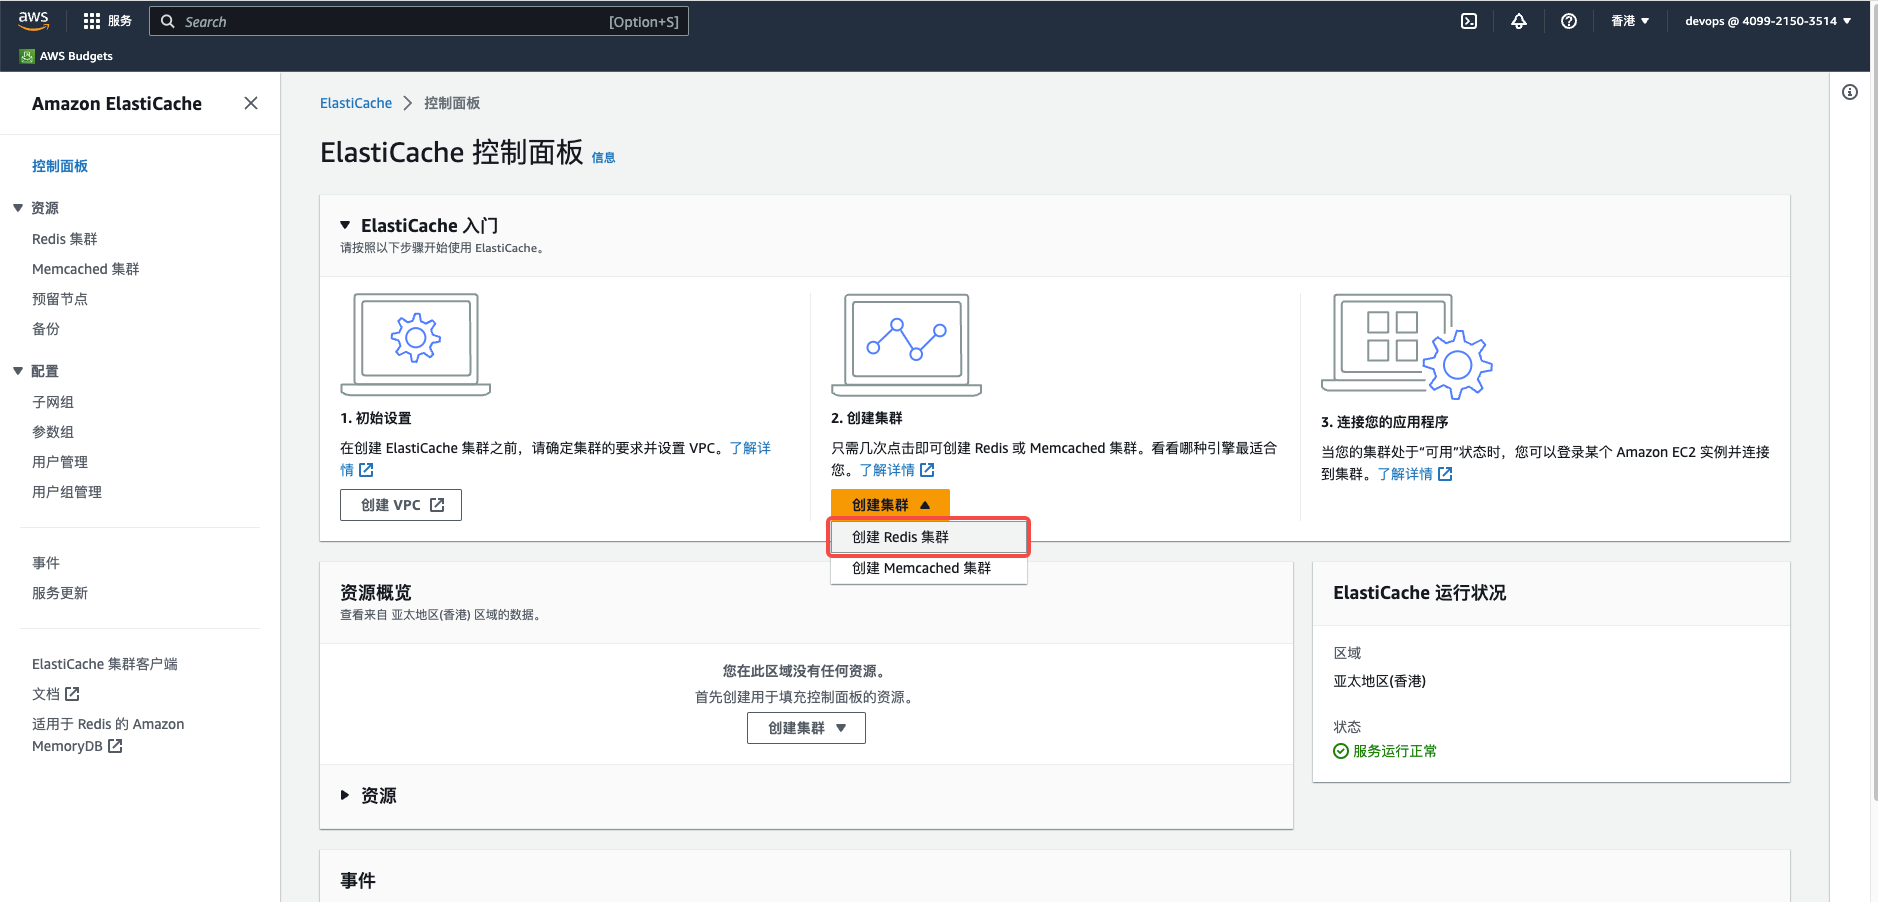 aws
服务
Search
[Option+S]
香港
devops @ 4099-2150-3514
AWS Budgets
Amazon ElastiCache
控制面板
资源
Redis 集群
Memcached 集群
预留节点
备份
配置
子网组
参数组
用户管理
用户组管理
事件
服务更新
ElastiCache 集群客户端
文档
适用于 Redis 的 Amazon
MemoryDB
ElastiCache
控制面板
ElastiCache 控制面板 信息
ElastiCache 入门
请按照以下步骤开始使用 ElastiCache。
1. 初始设置
在创建 ElastiCache 集群之前，请确定集群的要求并设置 VPC。了解详
情
创建 VPC
2. 创建集群
只需几次点击即可创建 Redis 或 Memcached 集群。看看哪种引擎最适合
您。了解详情
创建集群
创建 Redis 集群
创建 Memcached 集群
3. 连接您的应用程序
当您的集群处于“可用”状态时，您可以登录某个 Amazon EC2 实例并连接
到集群。了解详情
资源概览
查看来自 亚太地区(香港) 区域的数据。
您在此区域没有任何资源。
首先创建用于填充控制面板的资源。
创建集群
资源
ElastiCache 运行状况
区域
亚太地区(香港)
状态
服务运行正常
事件